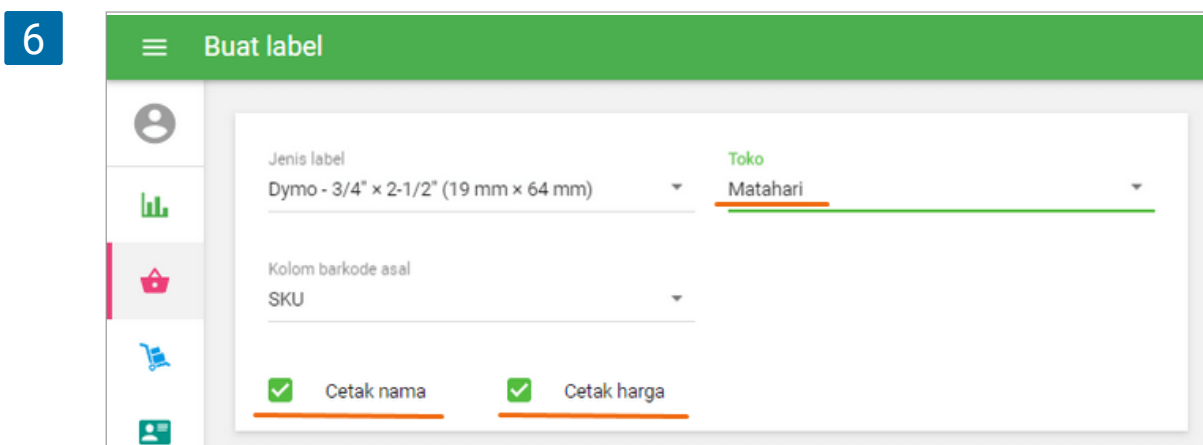 6
Buat label
Jenis label
Dymo - 3/4" × 2-1/2" (19 mm × 64 mm)
Toko
Matahari
Kolom barkode asal
SKU
Cetak nama
Cetak harga